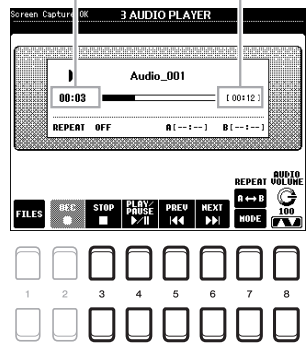 Screen Capture OK
3 AUDIO PLAYER
Audio_001
00:03
[ 00:12 ]
REPEAT OFF A[--:--] B[--:--]
REPEAT AUDIO VOLUME
FILES REC STOP PLAY/PAUSE PREV NEXT A↔B MODE 100
1 2 3 4 5 6 7 8